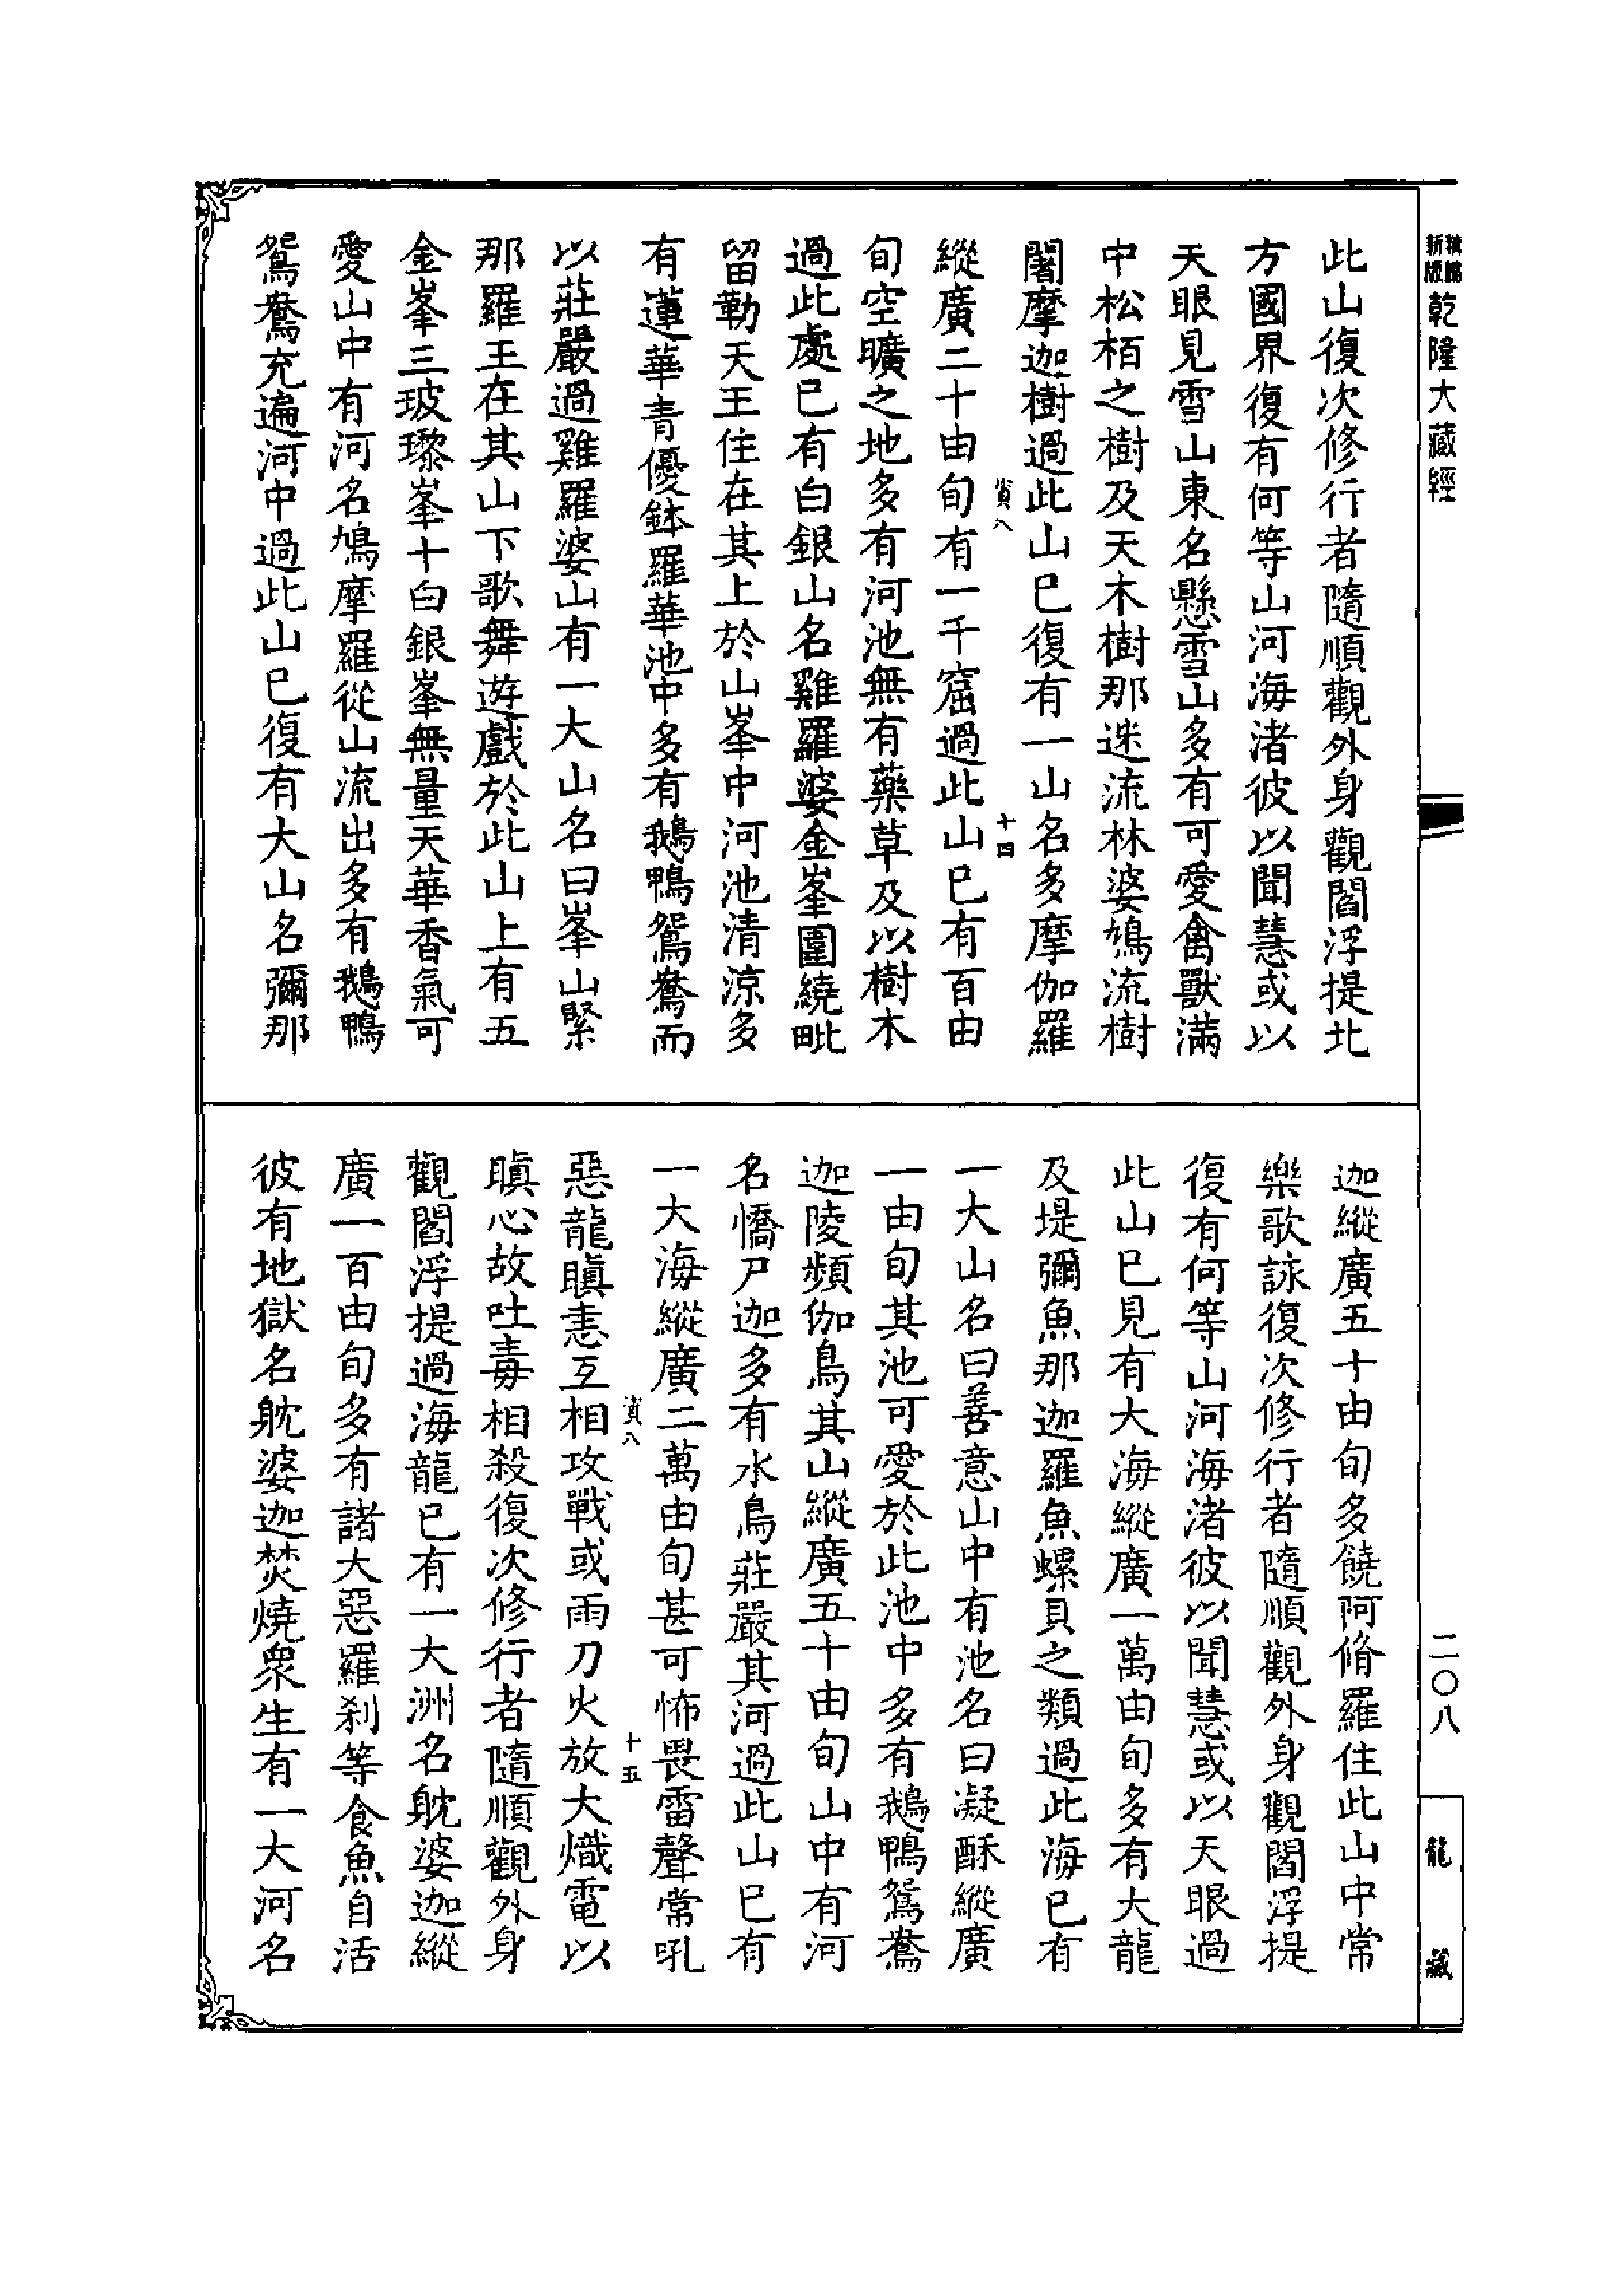 新版
乾隆大藏經
二〇八
龍藏
此山復次修行者隨順觀外身觀閻浮提北
方國界復有何等山河海渚彼以聞慧或以
天眼見雪山東名懸雪山多有可愛禽獸滿
中松栢之樹及天木樹那迷流林婆鳩流樹
闍摩迦樹過此山已復有一山名多摩伽羅
十四
縱廣二十由旬有一千窟過此山已有百由
旬空曠之地多有河池無有藥草及以樹木
過此處已有白銀山名雞羅婆金峯圍繞毗
留勒天王住在其上於山峯中河池清涼多
有蓮華青優鉢羅華池中多有鵝鴨鴛鴦而
以莊嚴過雞羅婆山有一大山名曰峯山緊
那羅王在其山下歌舞遊戲於此山上有五
金峯三玻瓈峯十白銀峯無量天華香氣可
愛山中有河名鳩摩羅從山流出多有鵝鴨
鴛鴦充遍河中過此山已復有大山名彌那
迦縱廣五十由旬多饒阿脩羅住此山中常
樂歌詠復次修行者隨順觀外身觀閻浮提
復有何等山河海渚彼以聞慧或以天眼過
此山已見有大海縱廣一萬由旬多有大龍
及堤彌魚那迦羅魚螺貝之類過此海已有
一大山名曰善意山中有池名曰凝酥縱廣
一由旬其池可愛於此池中多有鵝鴨鴛鴦
迦陵頻伽鳥其山縱廣五十由旬山中有河
名憍尸迦多有水鳥莊嚴其河過此山已有
一大海縱廣二萬由旬甚可怖畏雷聲常吼
十五
惡龍瞋恚互相攻戰或雨刀火放大熾電以
瞋心故吐毒相殺復次修行者隨順觀外身
觀閻浮提過海龍已有一大洲名躭婆迦縱
廣一百由旬多有諸大惡羅刹等食魚自活
彼有地獄名躭婆迦焚燒衆生有一大河名